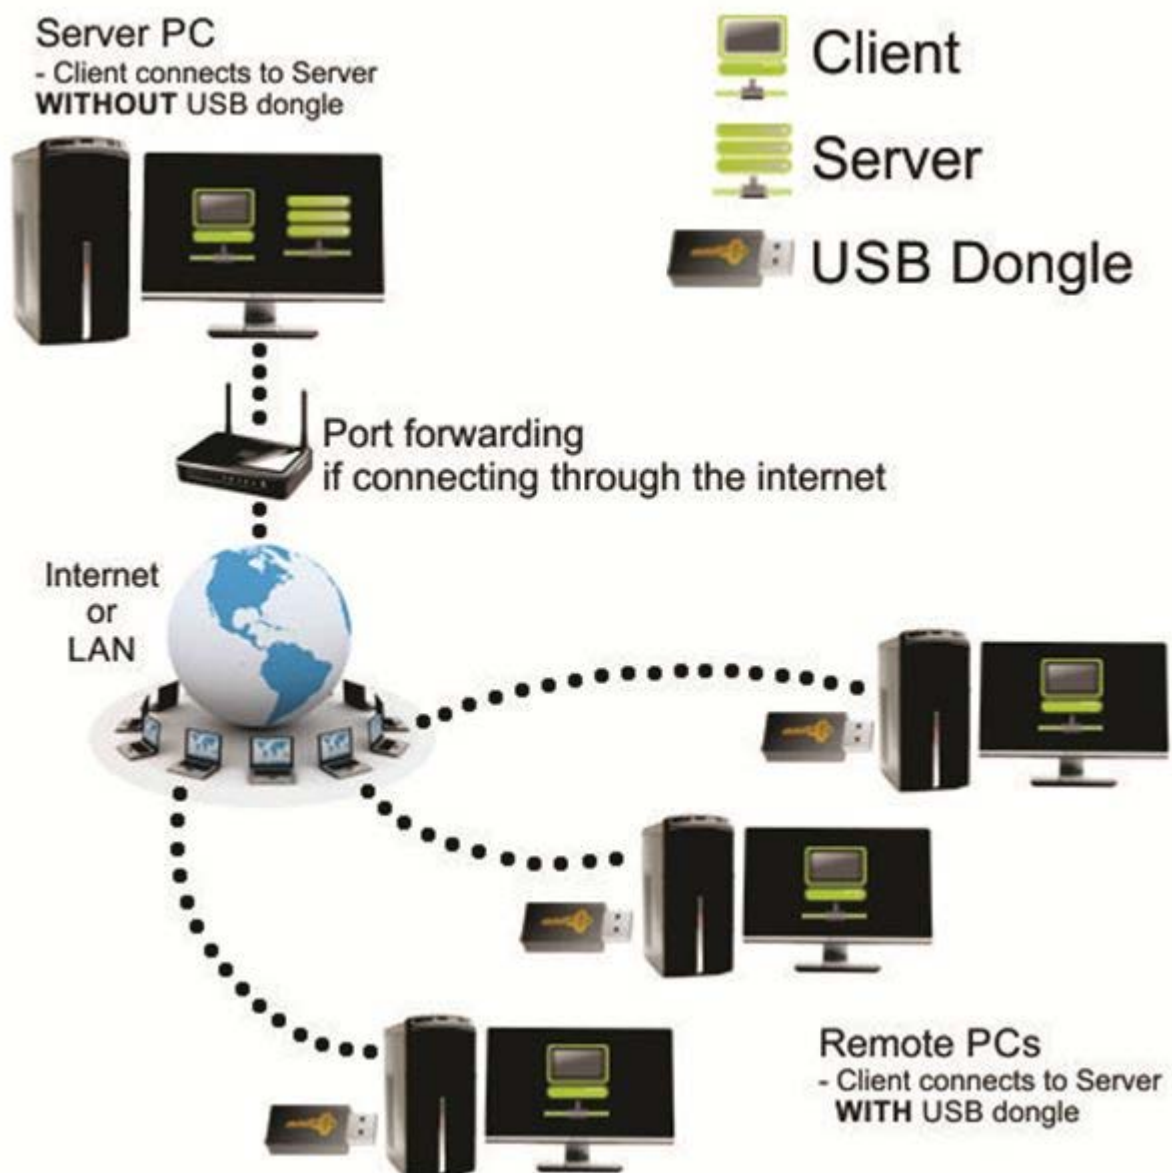 Server PC
- Client connects to Server
WITHOUT USB dongle
Client
Server
USB Dongle
Port forwarding
if connecting through the internet
Internet
or
LAN
Remote PCs
- Client connects to Server
WITH USB dongle